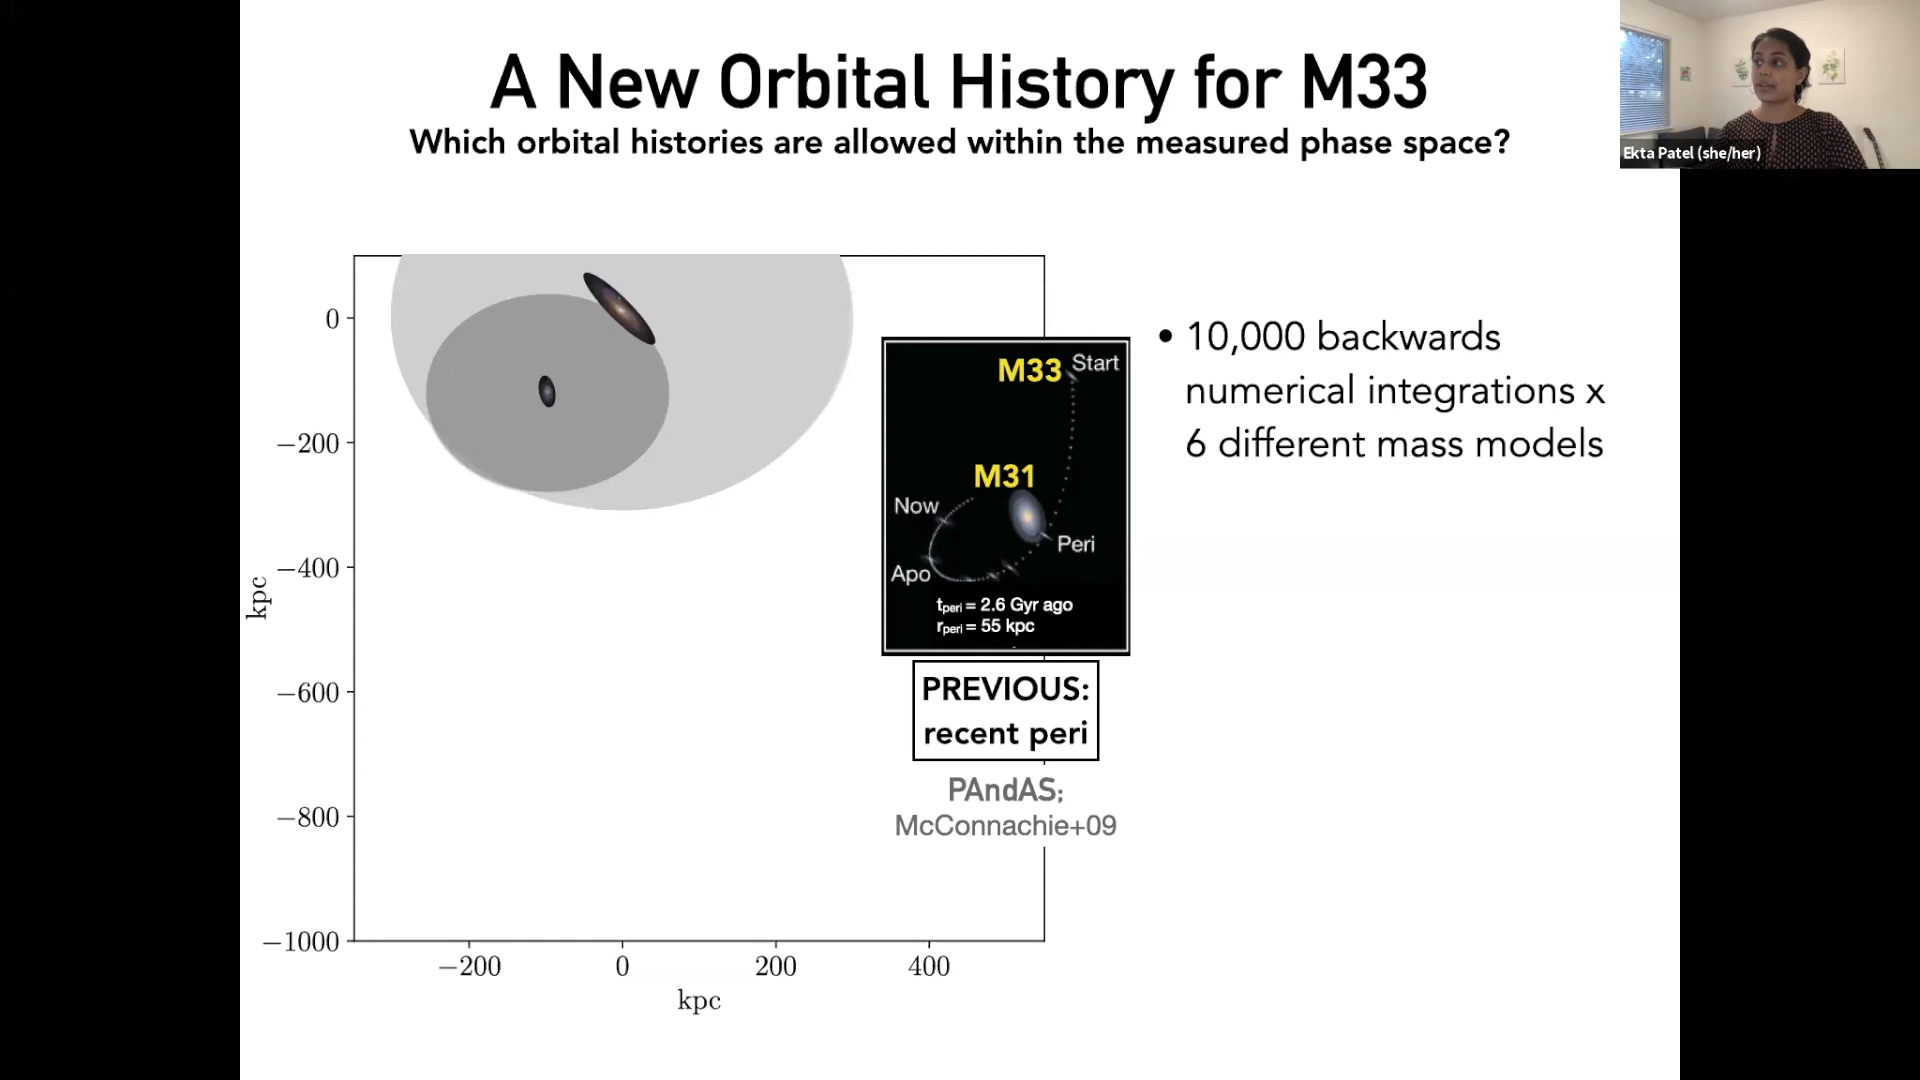 A New Orbital History for M33
Which orbital histories are allowed within the measured phase space?
Ekta Patel (she/her)
0
−200
−400
−600
−800
−1000
kpc
−200
0
200
400
kpc
M33
Start
M31
Now
Peri
Apo
tperi = 2.6 Gyr ago
rperi = 55 kpc
PREVIOUS:
recent peri
PAndAS;
McConnachie+09
• 10,000 backwards
numerical integrations x
6 different mass models